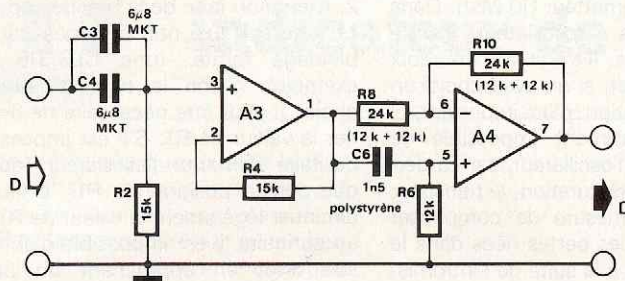 6µ8
MKT
C3
C4
6µ8
MKT
D
R2
15k
3
+
A3
1
2
-
R4
15k
R8
24k
(12 k + 12 k)
C6
1n5
polystyrène
R6
12k
R10
24k
(12 k + 12 k)
6
-
A4
7
5
+